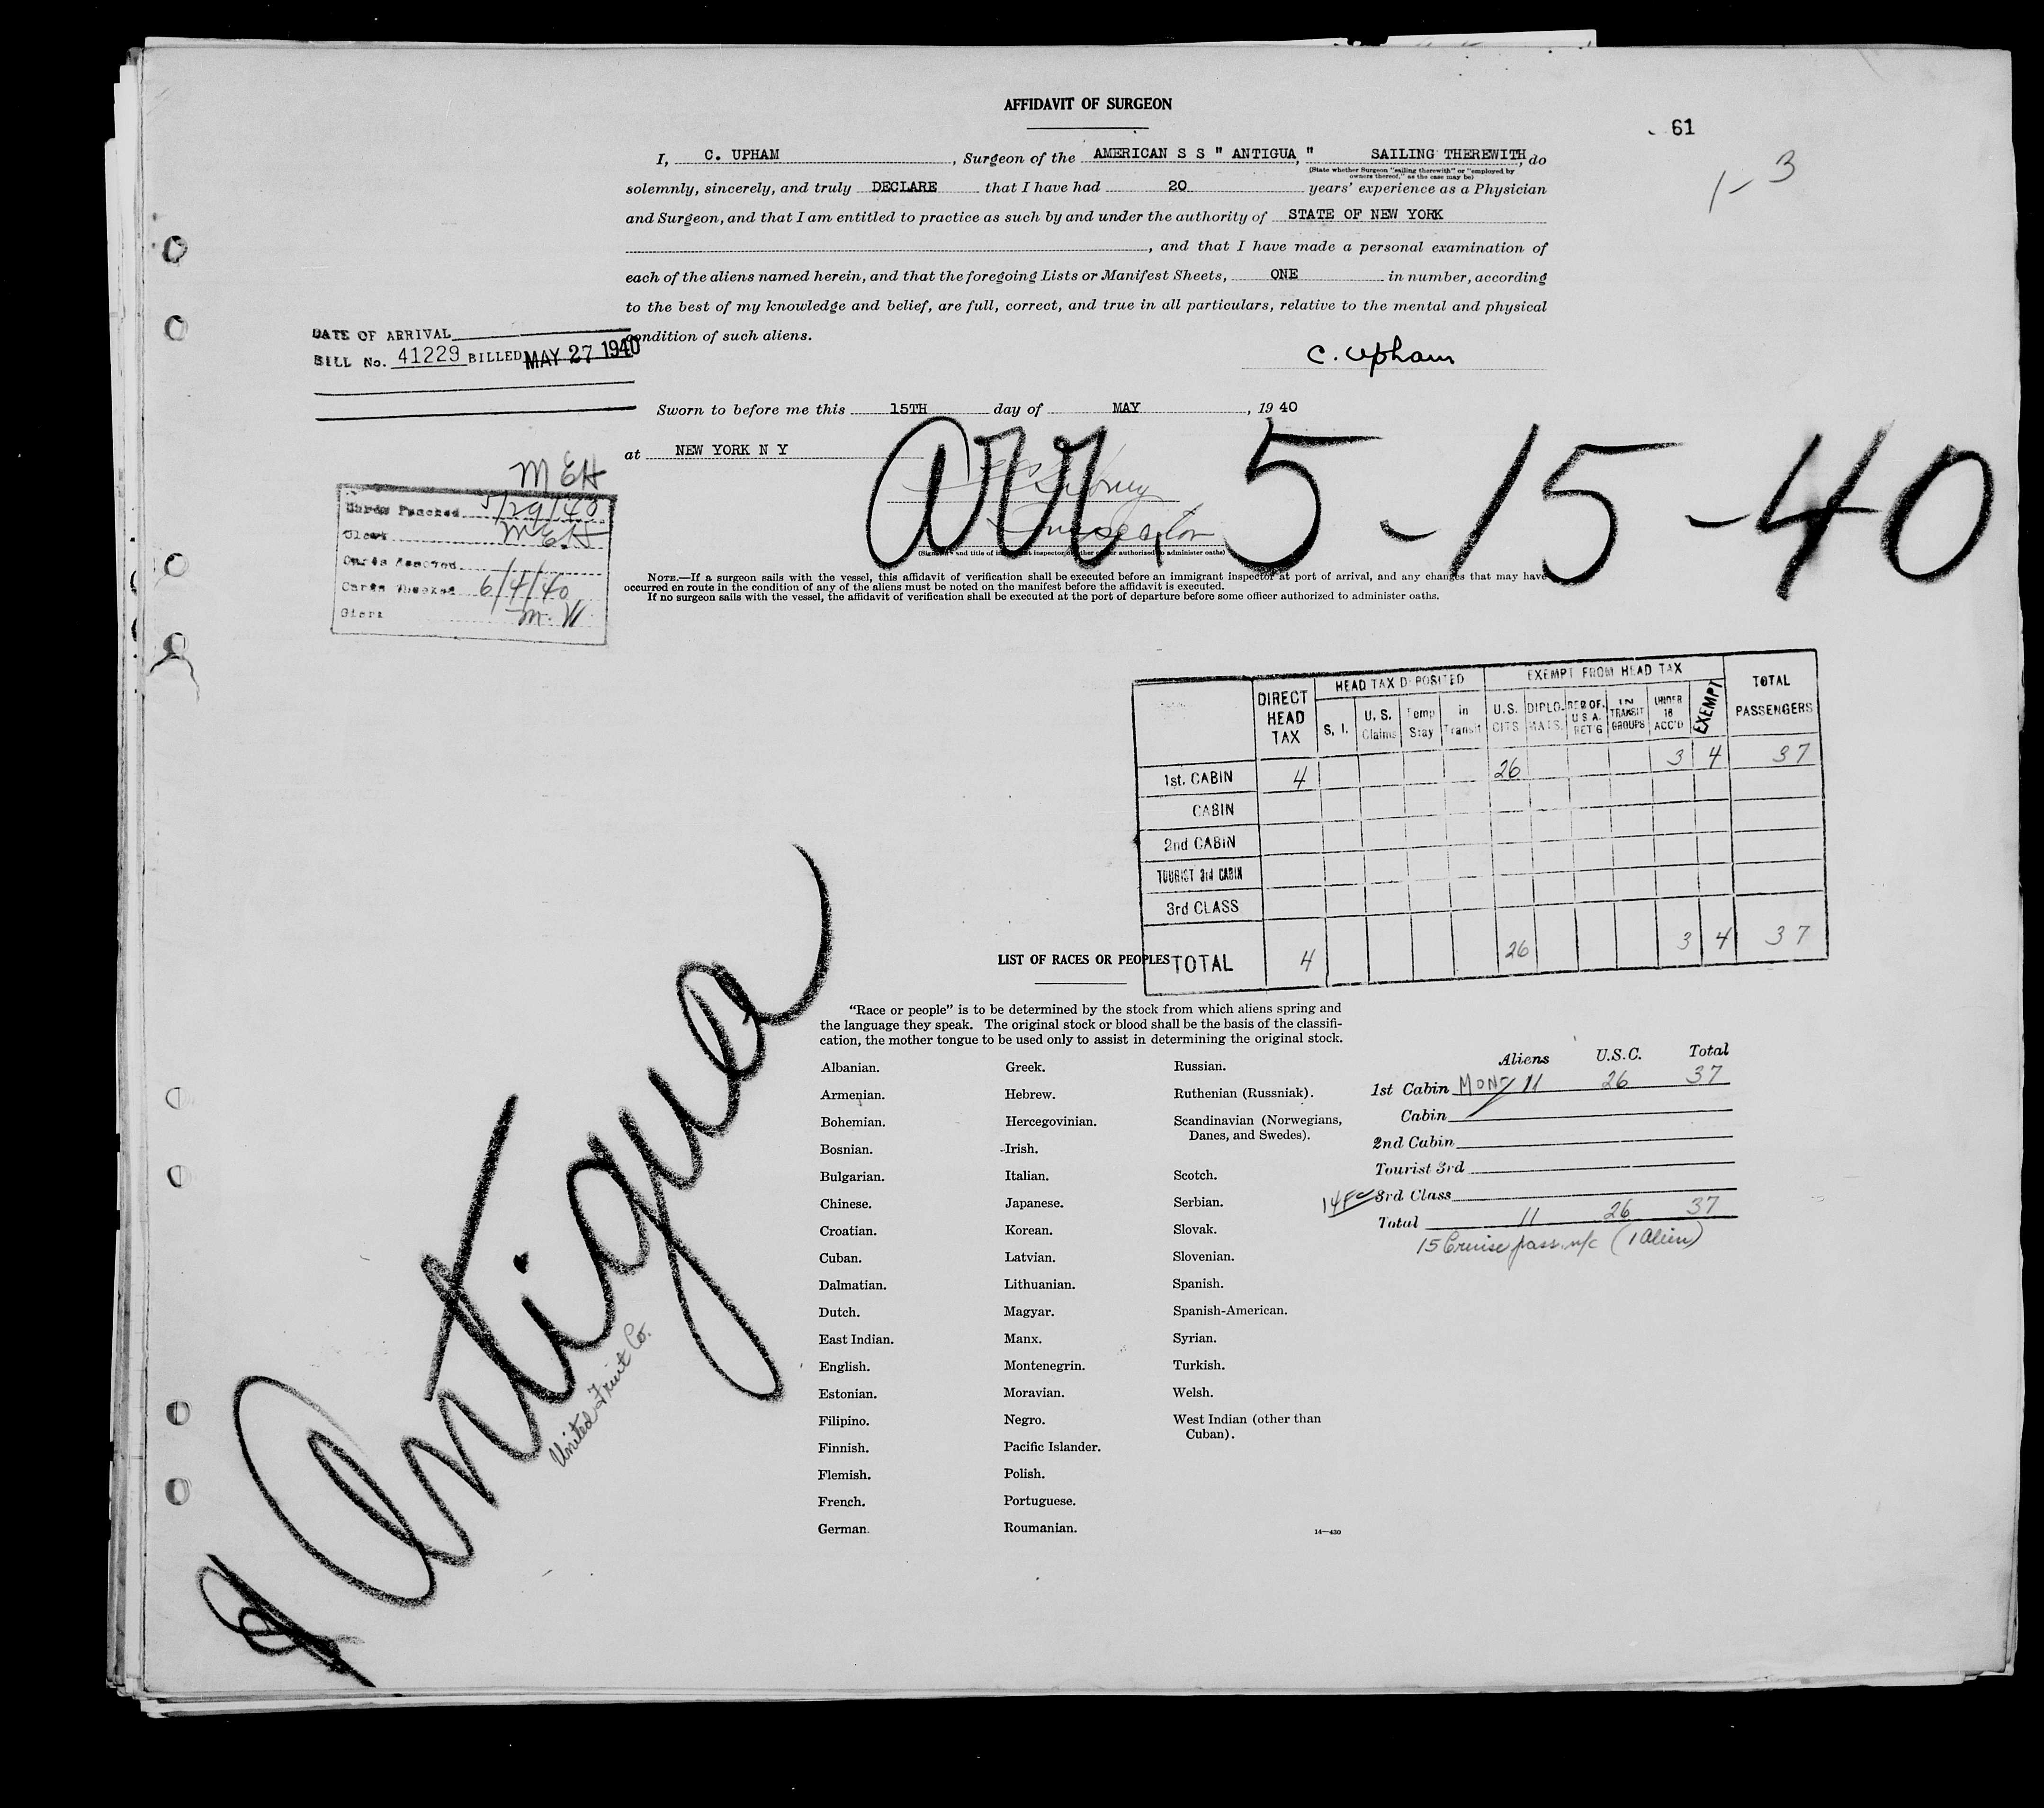 AFFIDAVIT OF SURGEON
61
1-3
I, C. UPHAM, Surgeon of the AMERICAN S S " ANTIGUA, " SAILING THEREWITH, do
(State whether Surgeon "sailing therewith" or "employed by
owners thereof," as the case may be)
solemnly, sincerely, and truly DECLARE that I have had 20 years' experience as a Physician
and Surgeon, and that I am entitled to practice as such by and under the authority of STATE OF NEW YORK
, and that I have made a personal examination of
each of the aliens named herein, and that the foregoing Lists or Manifest Sheets, ONE in number, according
to the best of my knowledge and belief, are full, correct, and true in all particulars, relative to the mental and physical
condition of such aliens.
DATE OF ARRIVAL
BILL No. 41229 BILLED MAY 27 1940
C. Upham
Sworn to before me this 15TH day of MAY, 19 40
at NEW YORK N Y
Arr. 5-15-40
Inspector
MEH
Cards Punched 5/29/40
Clerk MEH
Cards Checked 6/4/40
Clerk M.W
NOTE.—If a surgeon sails with the vessel, this affidavit of verification shall be executed before an immigrant inspector at port of arrival, and any changes that may have
occurred en route in the condition of any of the aliens must be noted on the manifest before the affidavit is executed.
If no surgeon sails with the vessel, the affidavit of verification shall be executed at the port of departure before some officer authorized to administer oaths.
DIRECT HEAD TAX
HEAD TAX DEPOSITED
S. I. U. S. Claims Temp Stay in Transit
EXEMPT FROM HEAD TAX
U.S. CITS DIPLO-MATS. RES OF. U S A. RET'G IN TRANSIT GROUPS UNDER 16 ACC'D EXEMPT
TOTAL PASSENGERS
1st. CABIN 4 26 3 4 37
CABIN
2nd CABIN
TOURIST 3rd CABIN
3rd CLASS
TOTAL 4 26 3 4 37
LIST OF RACES OR PEOPLES
"Race or people" is to be determined by the stock from which aliens spring and
the language they speak. The original stock or blood shall be the basis of the classifi-
cation, the mother tongue to be used only to assist in determining the original stock.
Albanian.
Armenian.
Bohemian.
Bosnian.
Bulgarian.
Chinese.
Croatian.
Cuban.
Dalmatian.
Dutch.
East Indian.
English.
Estonian.
Filipino.
Finnish.
Flemish.
French.
German.
Greek.
Hebrew.
Hercegovinian.
Irish.
Italian.
Japanese.
Korean.
Latvian.
Lithuanian.
Magyar.
Manx.
Montenegrin.
Moravian.
Negro.
Pacific Islander.
Polish.
Portuguese.
Roumanian.
Russian.
Ruthenian (Russniak).
Scandinavian (Norwegians,
Danes, and Swedes).
Scotch.
Serbian.
Slovak.
Slovenian.
Spanish.
Spanish-American.
Syrian.
Turkish.
Welsh.
West Indian (other than
Cuban).
14—430
Aliens U.S.C. Total
1st Cabin 11 26 37
Cabin
2nd Cabin
Tourist 3rd
3rd Class
Total 11 26 37
15 Cruise pass. n/c (1 Alien)
Antigua
United Fruit Co.